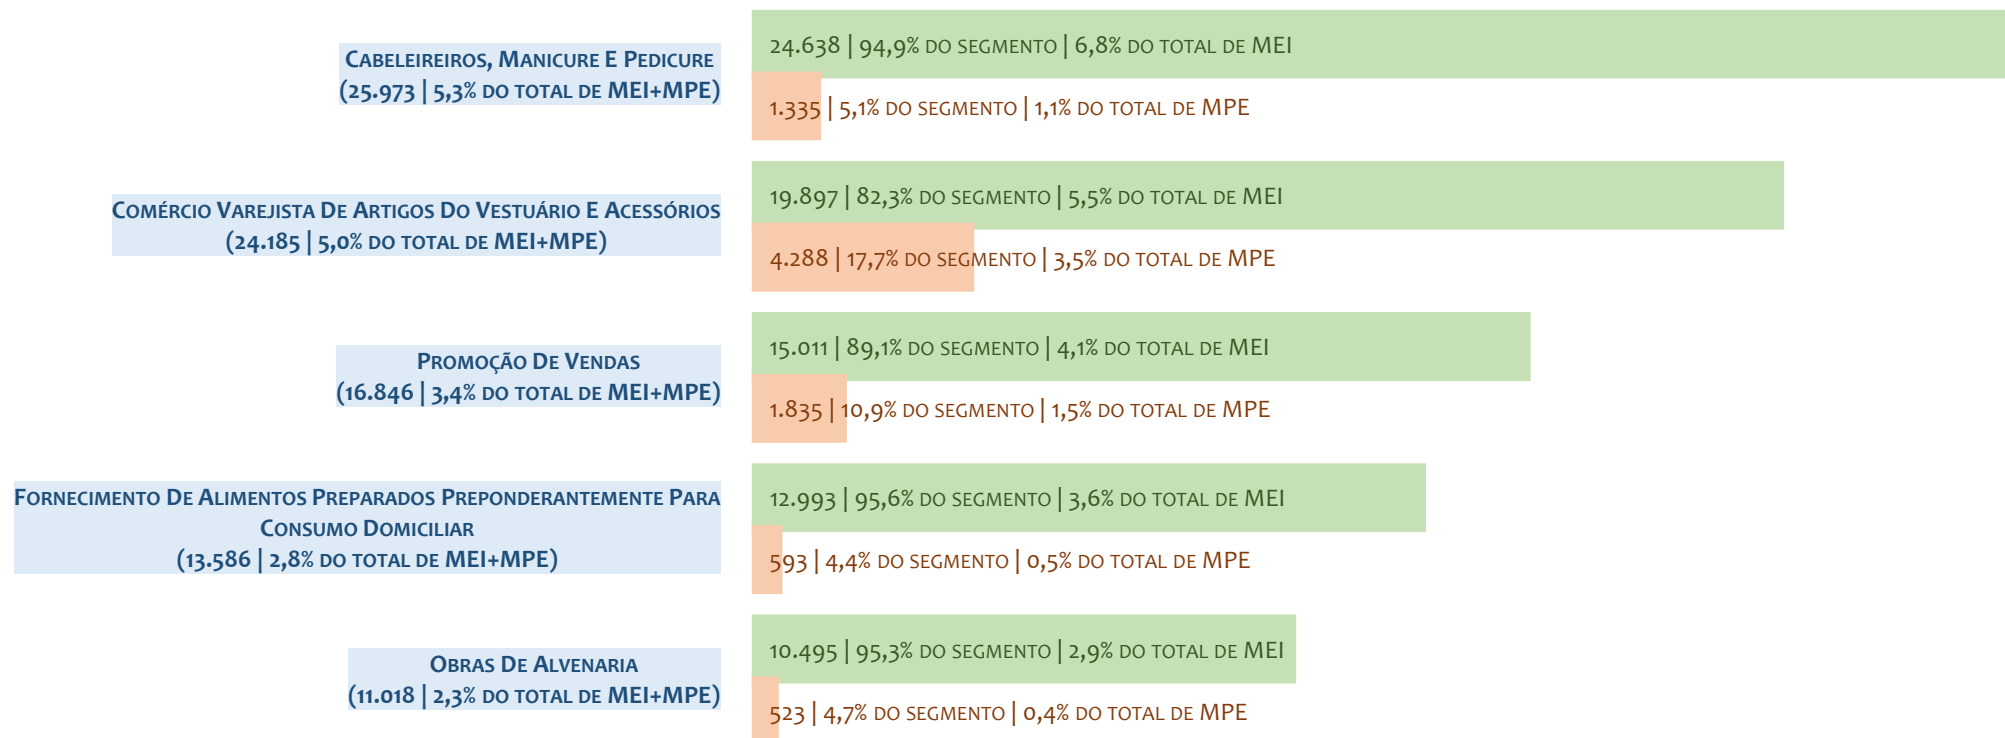 Cabeleireiros, Manicure E Pedicure
(25.973 | 5,3% do total de MEI+MPE)
24.638 | 94,9% do segmento | 6,8% do total de MEI
1.335 | 5,1% do segmento | 1,1% do total de MPE
Comércio Varejista De Artigos Do Vestuário E Acessórios
(24.185 | 5,0% do total de MEI+MPE)
19.897 | 82,3% do segmento | 5,5% do total de MEI
4.288 | 17,7% do segmento | 3,5% do total de MPE
Promoção De Vendas
(16.846 | 3,4% do total de MEI+MPE)
15.011 | 89,1% do segmento | 4,1% do total de MEI
1.835 | 10,9% do segmento | 1,5% do total de MPE
Fornecimento De Alimentos Preparados Preponderantemente Para
Consumo Domiciliar
(13.586 | 2,8% do total de MEI+MPE)
12.993 | 95,6% do segmento | 3,6% do total de MEI
593 | 4,4% do segmento | 0,5% do total de MPE
Obras De Alvenaria
(11.018 | 2,3% do total de MEI+MPE)
10.495 | 95,3% do segmento | 2,9% do total de MEI
523 | 4,7% do segmento | 0,4% do total de MPE